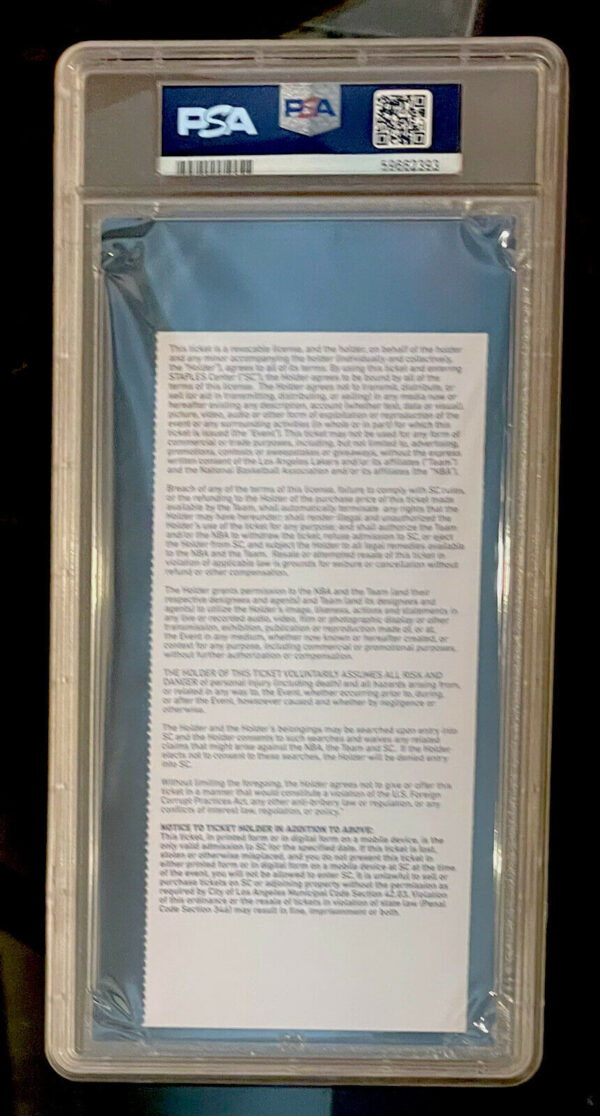 PSA
PSA
59662393
This ticket is a revocable license, and the holder, on behalf of the holder
and any minor accompanying the holder (individually and collectively,
the "Holder"), agrees to all of its terms. By using this ticket and entering
STAPLES Center ("SC"), the Holder agrees to be bound by all of the
terms of this license. The Holder agrees not to transmit, distribute, or
sell (or aid in transmitting, distributing, or selling) in any media now or
hereafter existing any description, account (whether text, data or visual),
picture, video, audio or other form of exploitation or reproduction of the
event or any surrounding activities (in whole or in part) for which this
ticket is issued (the "Event"). This ticket may not be used for any form of
commercial or trade purposes, including, but not limited to, advertising,
promotions, contests or sweepstakes or giveaways, without the express
written consent of the Los Angeles Lakers and/or its affiliates ("Team")
and the National Basketball Association and/or its affiliates (the "NBA").
Breach of any of the terms of this license, failure to comply with SC rules,
or the refunding to the Holder of the purchase price of this ticket made
available by the Team, shall automatically terminate any rights that the
Holder may have hereunder; shall render illegal and unauthorized the
Holder's use of the ticket for any purpose; and shall authorize the Team
and/or the NBA to withdraw the ticket, refuse admission to SC, or eject
the Holder from SC, and subject the Holder to all legal remedies available
to the NBA and the Team. Resale or attempted resale of this ticket in
violation of applicable law is grounds for seizure or cancellation without
refund or other compensation.
The Holder grants permission to the NBA and the Team (and their
respective designees and agents) and Team (and its designees and
agents) to utilize the Holder's image, likeness, actions and statements in
any live or recorded audio, video, film or photographic display or other
transmission, exhibition, publication or reproduction made of, or at,
the Event in any medium, whether now known or hereafter created, or
context for any purpose, including commercial or promotional purposes,
without further authorization or compensation.
THE HOLDER OF THIS TICKET VOLUNTARILY ASSUMES ALL RISK AND
DANGER of personal injury (including death) and all hazards arising from,
or related in any way to, the Event, whether occurring prior to, during,
or after the Event, howsoever caused and whether by negligence or
otherwise.
The Holder and the Holder's belongings may be searched upon entry into
SC and the Holder consents to such searches and waives any related
claims that might arise against the NBA, the Team and SC. If the Holder
elects not to consent to these searches, the Holder will be denied entry
into SC.
Without limiting the foregoing, the Holder agrees not to give or offer this
ticket in a manner that would constitute a violation of the U.S. Foreign
Corrupt Practices Act, any other anti-bribery law or regulation, or any
conflicts of interest law, regulation, or policy."
NOTICE TO TICKET HOLDER IN ADDITION TO ABOVE:
This ticket, in printed form or in digital form on a mobile device, is the
only valid admission to SC for the specified date. If this ticket is lost,
stolen or otherwise misplaced, and you do not present this ticket in
either printed form or in digital form on a mobile device at SC at the time
of the event, you will not be allowed to enter SC. It is unlawful to sell or
purchase tickets on SC or adjoining property without the permission as
required by City of Los Angeles Municipal Code Section 42.03. Violation
of this ordinance or the resale of tickets in violation of state law (Penal
Code Section 346) may result in fine, imprisonment or both.